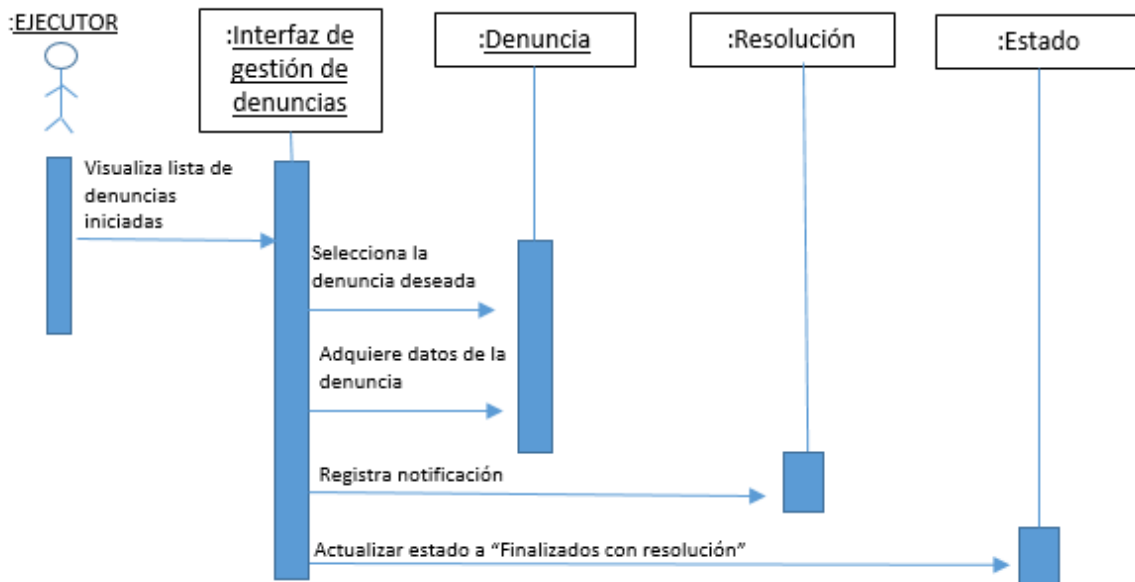 :EJECUTOR
:Interfaz de
gestión de
denuncias
:Denuncia
:Resolución
:Estado
Visualiza lista de
denuncias
iniciadas
Selecciona la
denuncia deseada
Adquiere datos de la
denuncia
Registra notificación
Actualizar estado a “Finalizados con resolución”